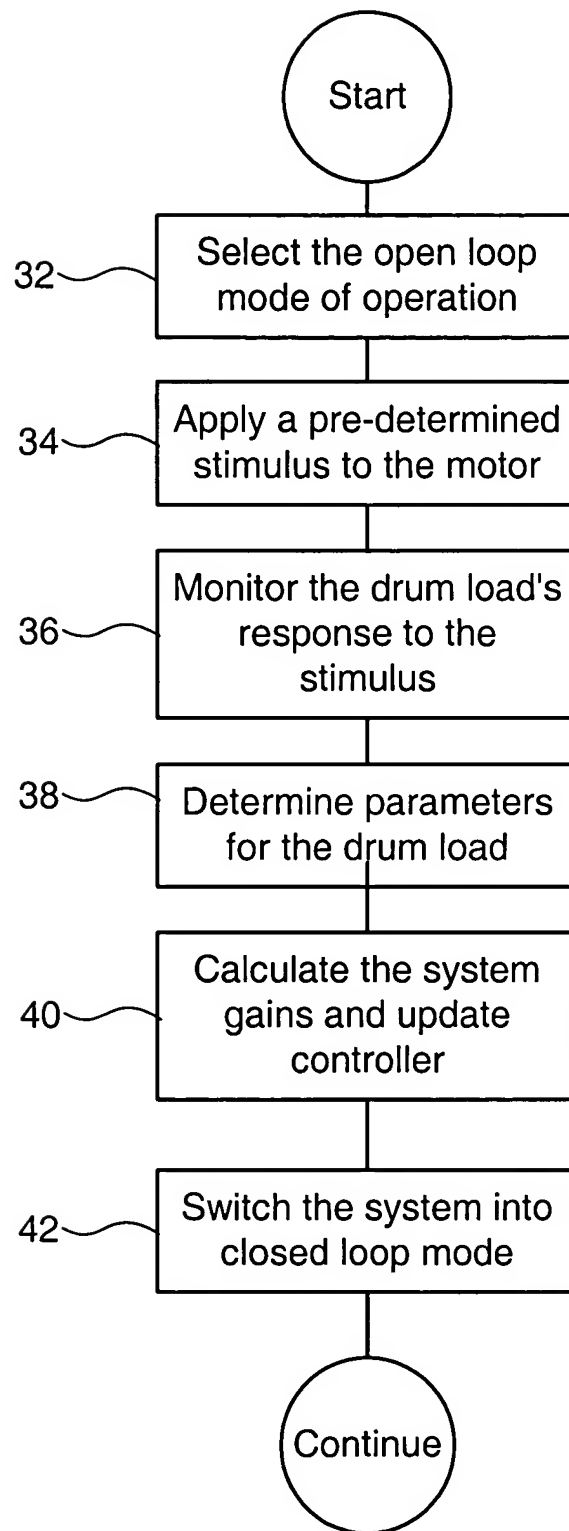 Start
32
Select the open loop
mode of operation
34
Apply a pre-determined
stimulus to the motor
36
Monitor the drum load's
response to the
stimulus
38
Determine parameters
for the drum load
40
Calculate the system
gains and update
controller
42
Switch the system into
closed loop mode
Continue